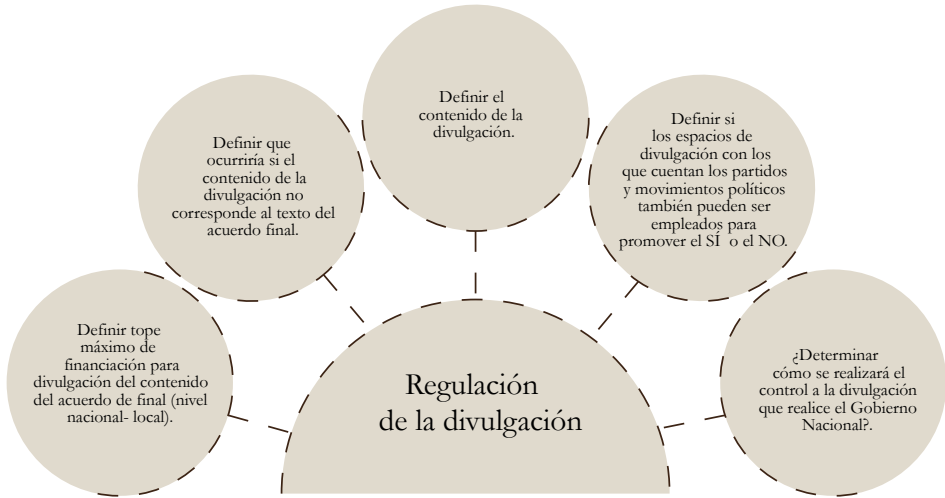 Definir tope
máximo de
financiación para
divulgación del contenido
del acuerdo de final (nivel
nacional- local).
Definir que
ocurriría si el
contenido de la
divulgación no
corresponde al texto del
acuerdo final.
Definir el
contenido de la
divulgación.
Definir si
los espacios de
divulgación con los
que cuentan los partidos
y movimientos políticos
también pueden ser
empleados para
promover el SÍ  o el NO.
¿Determinar
cómo se realizará el
control a la divulgación
que realice el Gobierno
Nacional?.
Regulación
de la divulgación